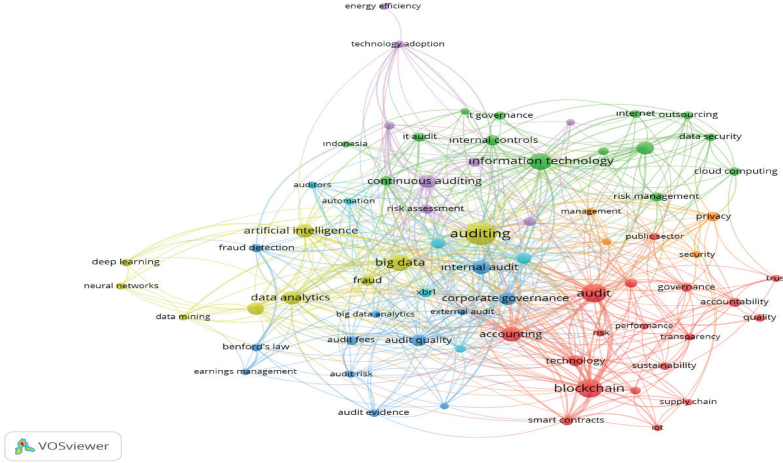 energy efficiency
technology adoption
it governance
internet
outsourcing
indonesia
it audit
internal controls
data security
information technology
cloud computing
auditors
continuous auditing
automation
risk assessment
risk management
management
privacy
artificial intelligence
auditing
public sector
fraud detection
security
deep learning
big data
internal audit
neural networks
fraud
xbrl
audit
governance
trus
data analytics
corporate governance
accountability
data mining
big data analytics
external audit
quality
performance
benford's law
audit fees
audit quality
accounting
risk
transparency
earnings management
audit risk
technology
sustainability
blockchain
supply chain
audit evidence
smart contracts
iot
VOSviewer